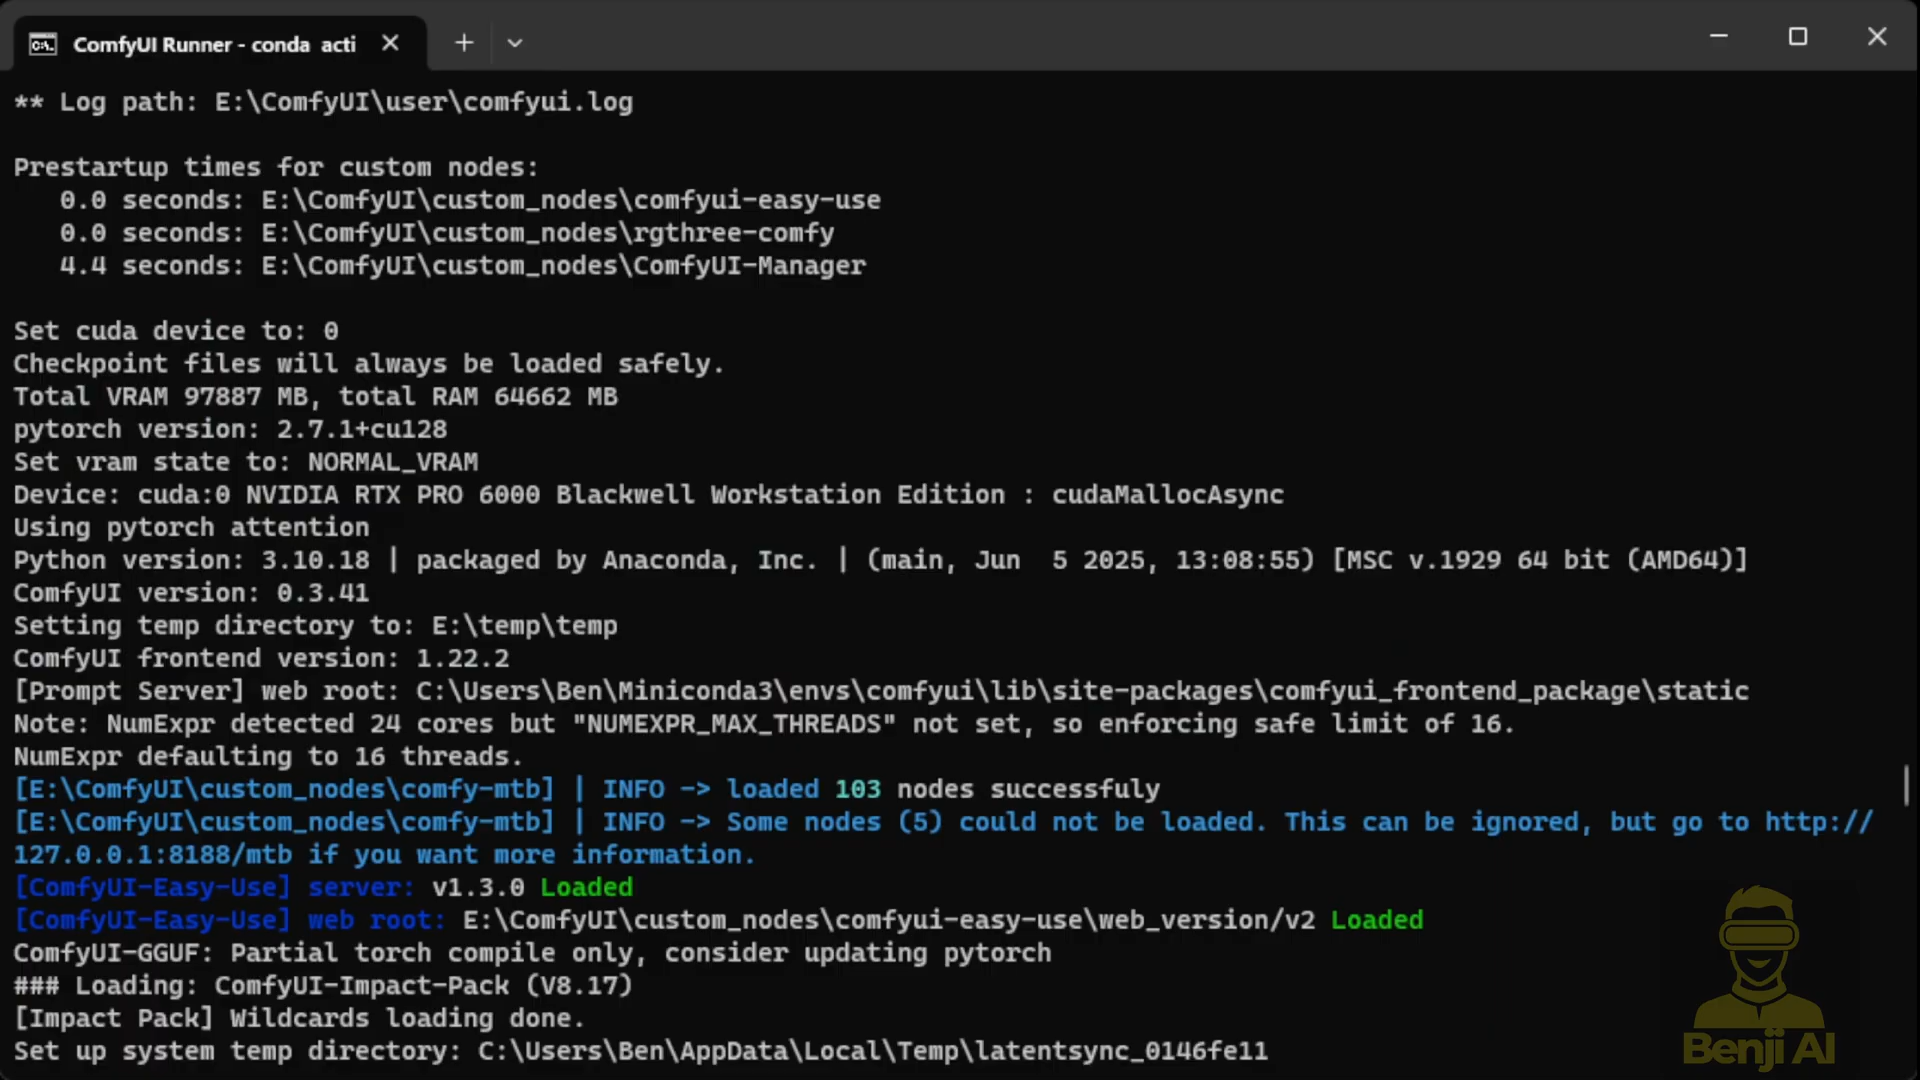 ComfyUI Runner - conda acti
** Log path: E:\ComfyUI\user\comfyui.log
Prestartup times for custom nodes:
0.0 seconds: E:\ComfyUI\custom_nodes\comfyui-easy-use
0.0 seconds: E:\ComfyUI\custom_nodes\rgthree-comfy
4.4 seconds: E:\ComfyUI\custom_nodes\ComfyUI-Manager
Set cuda device to: 0
Checkpoint files will always be loaded safely.
Total VRAM 97887 MB, total RAM 64662 MB
pytorch version: 2.7.1+cu128
Set vram state to: NORMAL_VRAM
Device: cuda:0 NVIDIA RTX PRO 6000 Blackwell Workstation Edition : cudaMallocAsync
Using pytorch attention
Python version: 3.10.18 | packaged by Anaconda, Inc. | (main, Jun  5 2025, 13:08:55) [MSC v.1929 64 bit (AMD64)]
ComfyUI version: 0.3.41
Setting temp directory to: E:\temp\temp
ComfyUI frontend version: 1.22.2
[Prompt Server] web root: C:\Users\Ben\Miniconda3\envs\comfyui\lib\site-packages\comfyui_frontend_package\static
Note: NumExpr detected 24 cores but "NUMEXPR_MAX_THREADS" not set, so enforcing safe limit of 16.
NumExpr defaulting to 16 threads.
[E:\ComfyUI\custom_nodes\comfy-mtb] | INFO -> loaded 103 nodes successfuly
[E:\ComfyUI\custom_nodes\comfy-mtb] | INFO -> Some nodes (5) could not be loaded. This can be ignored, but go to http://
127.0.0.1:8188/mtb if you want more information.
[ComfyUI-Easy-Use] server: v1.3.0 Loaded
[ComfyUI-Easy-Use] web root: E:\ComfyUI\custom_nodes\comfyui-easy-use\web_version/v2 Loaded
ComfyUI-GGUF: Partial torch compile only, consider updating pytorch
### Loading: ComfyUI-Impact-Pack (V8.17)
[Impact Pack] Wildcards loading done.
Set up system temp directory: C:\Users\Ben\AppData\Local\Temp\latentsync_0146fe11
Benji AI